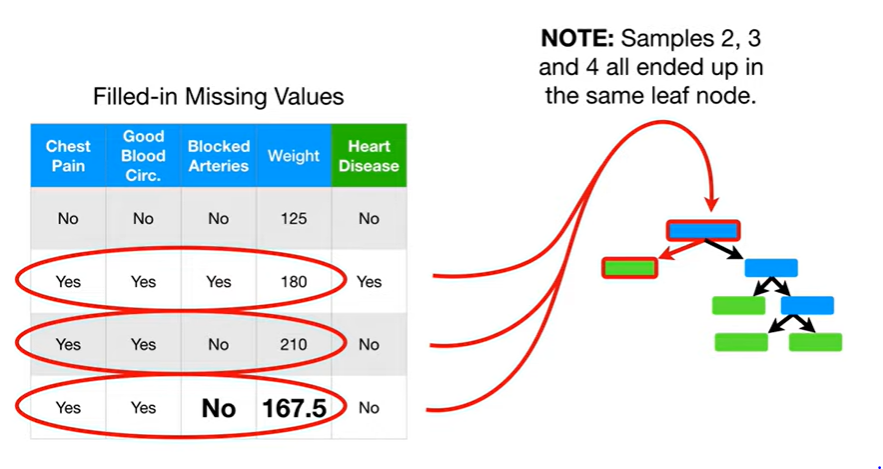 NOTE: Samples 2, 3
and 4 all ended up in
the same leaf node.
Filled-in Missing Values
Chest Pain Good Blood Circ. Blocked Arteries Weight Heart Disease
No No No 125 No
Yes Yes Yes 180 Yes
Yes Yes No 210 No
Yes Yes No 167.5 No